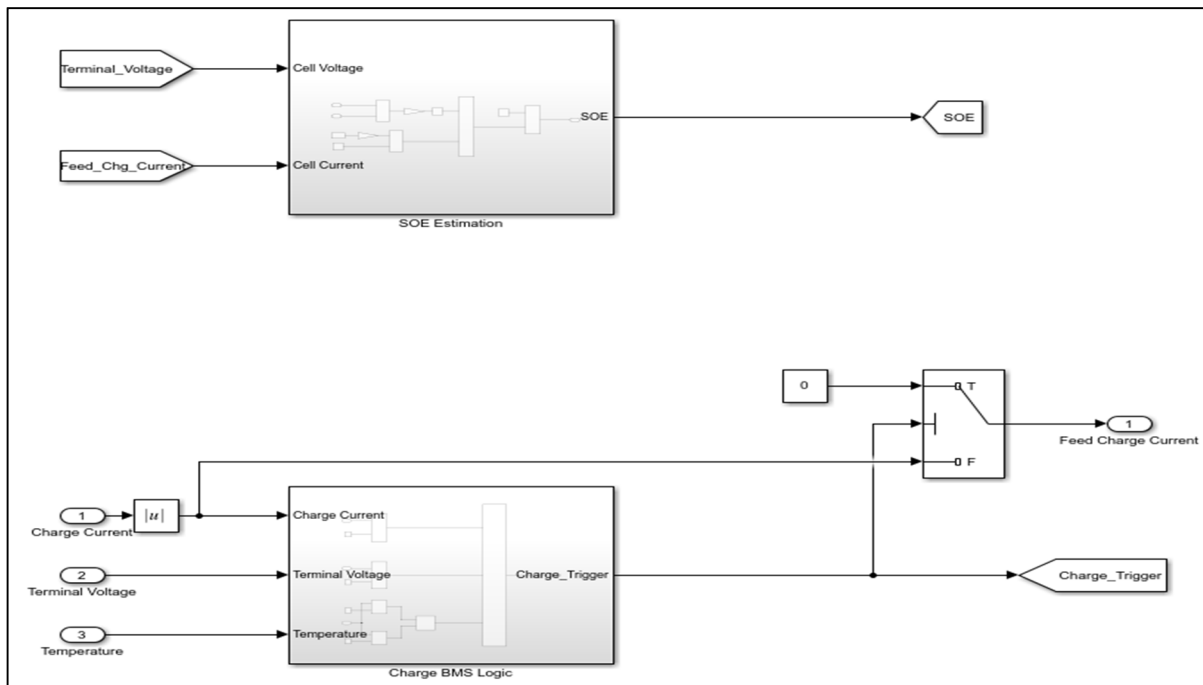 Terminal_Voltage
Cell Voltage
SOE
SOE
Feed_Chg_Current
Cell Current
SOE Estimation
0
T
1
Feed Charge Current
F
1
|u|
Charge Current
Charge Current
2
Terminal Voltage
Terminal Voltage
Charge_Trigger
Charge_Trigger
3
Temperature
Temperature
Charge BMS Logic